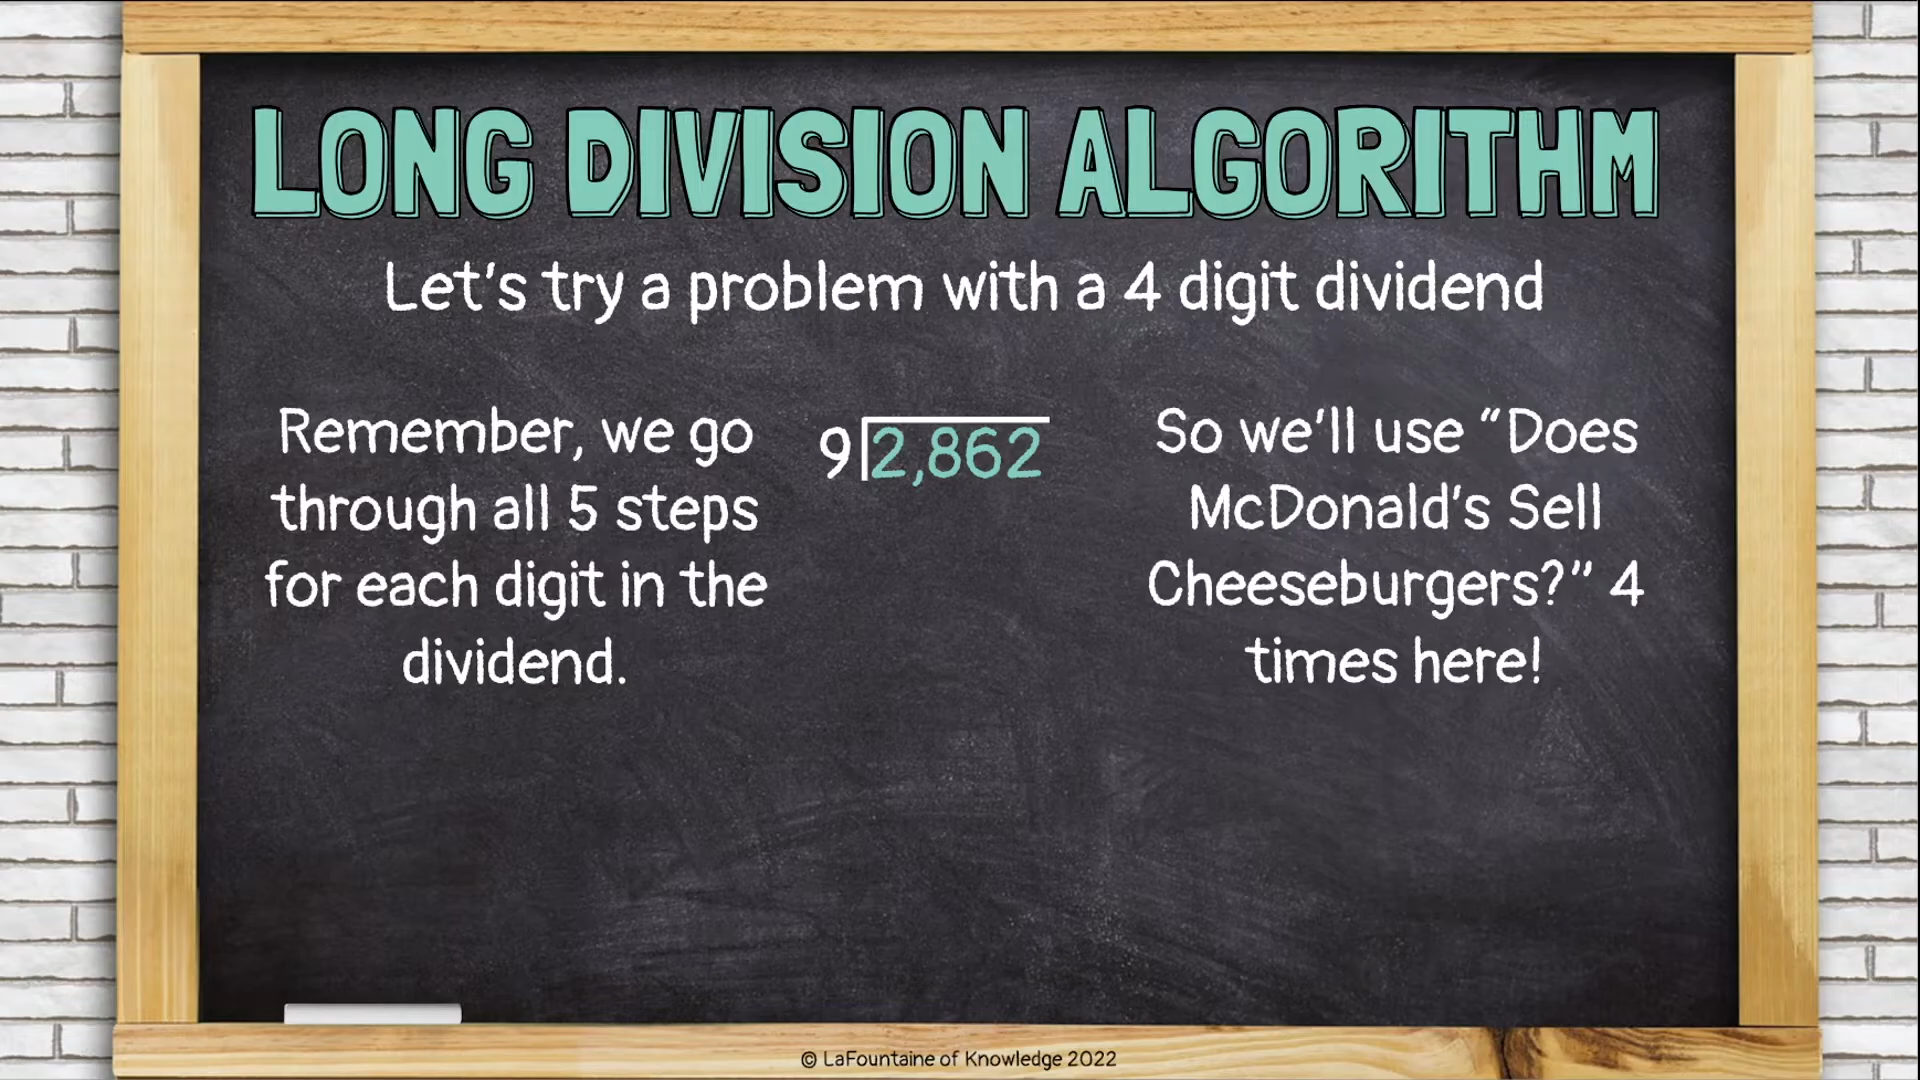 LONG DIVISION ALGORITHM
Let's try a problem with a 4 digit dividend
Remember, we go
through all 5 steps
for each digit in the
dividend.
9 2,862
So we'll use “Does
McDonald's Sell
Cheeseburgers?” 4
times here!
© LaFountaine of Knowledge 2022